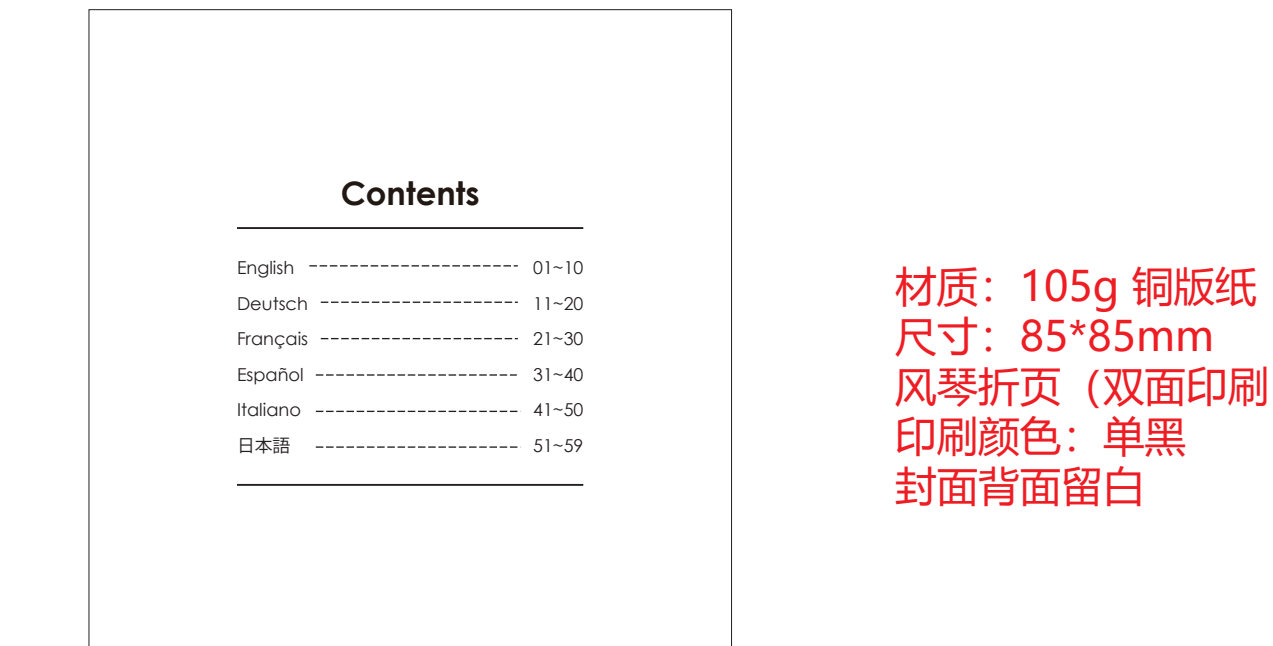 Contents
English -------------------- 01~10
Deutsch ------------------- 11~20
Français ------------------- 21~30
Español -------------------- 31~40
Italiano -------------------- 41~50
日本語 -------------------- 51~59
材质：105g 铜版纸
尺寸：85*85mm
风琴折页（双面印刷
印刷颜色：单黑
封面背面留白